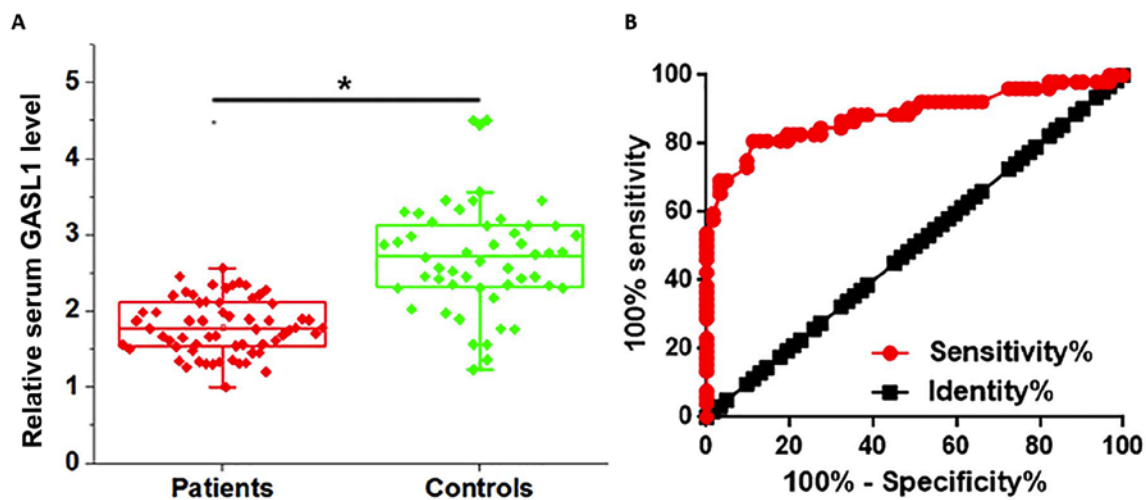 A
Relative serum GASL1 level
5
4
3
2
1
0
*
Patients
Controls
B
100% sensitivity
100
80
60
40
20
0
Sensitivity%
Identity%
0
20
40
60
80
100
100% - Specificity%